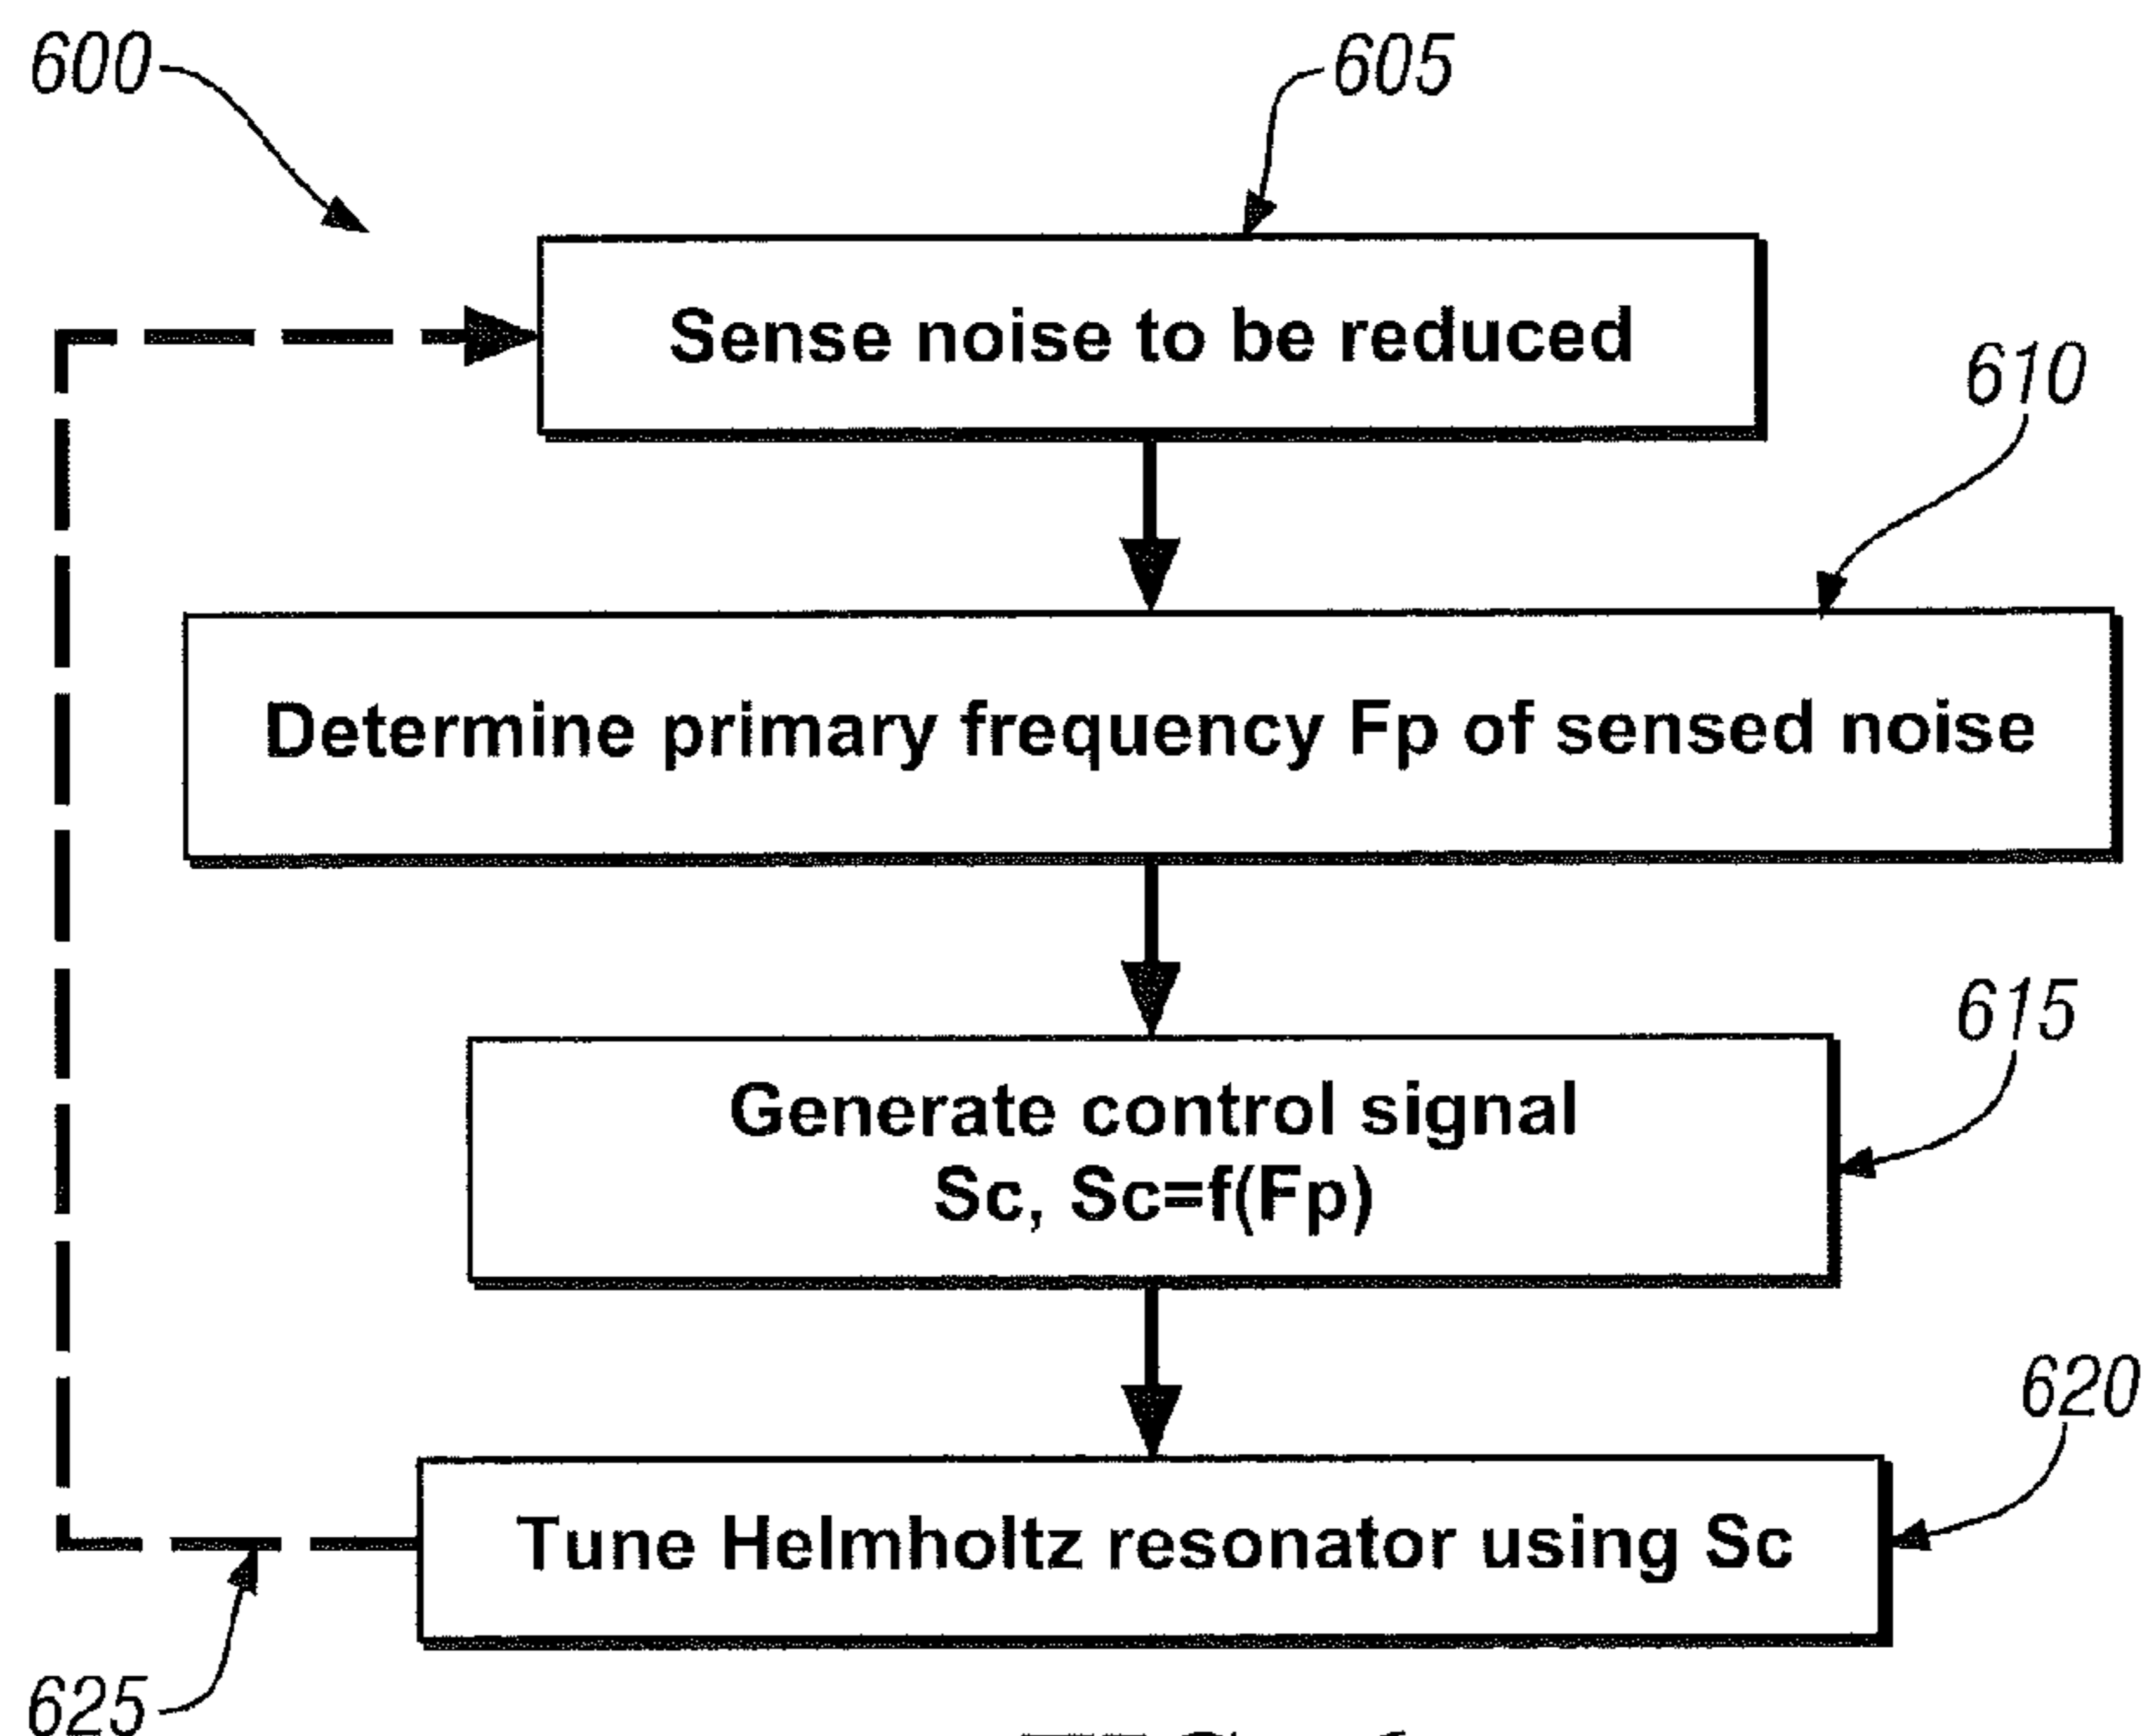 600
605
Sense noise to be reduced
610
Determine primary frequency Fp of sensed noise
615
Generate control signal
Sc, Sc=f(Fp)
620
Tune Helmholtz resonator using Sc
625